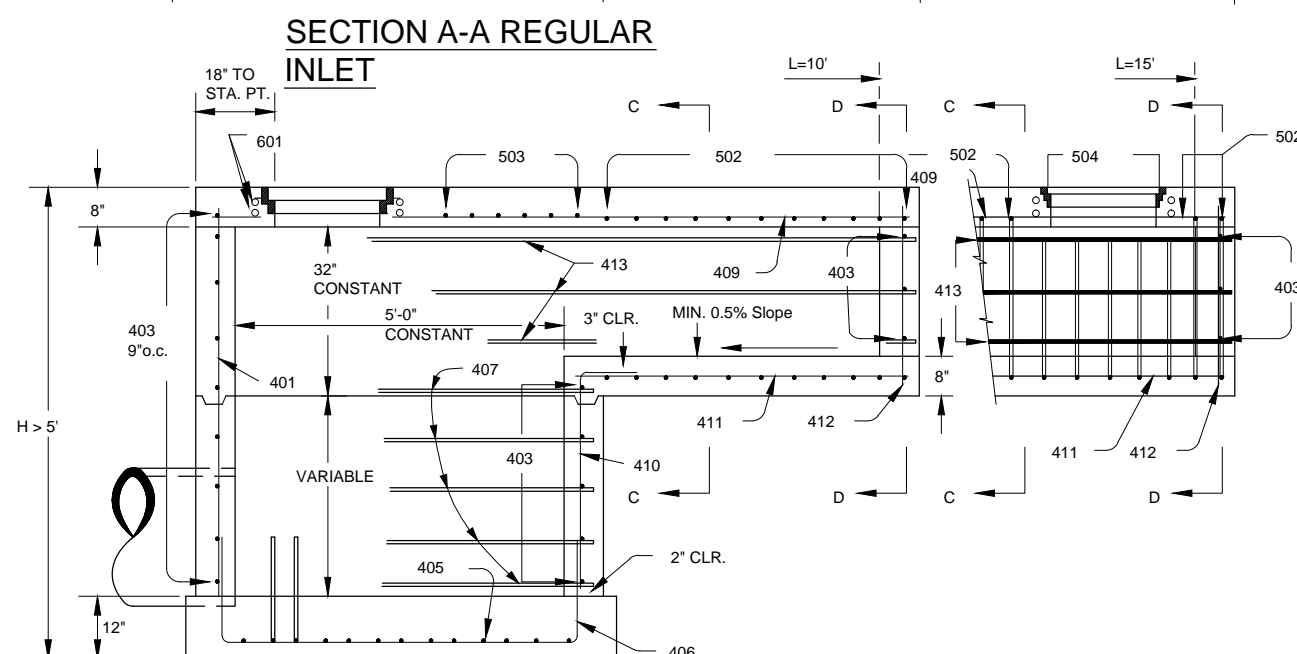 SECTION A-A REGULAR
INLET
18" TO
STA. PT.
L=10'
L=15'
C
D
C
D
601
503
502
502
504
502
409
8"
32"
CONSTANT
413
409
403
413
403
5'-0"
CONSTANT
3" CLR.
MIN. 0.5% Slope
403
9"o.c.
401
407
8"
H > 5'
411
412
411
412
VARIABLE
403
410
C
D
C
D
405
2" CLR.
12"
406